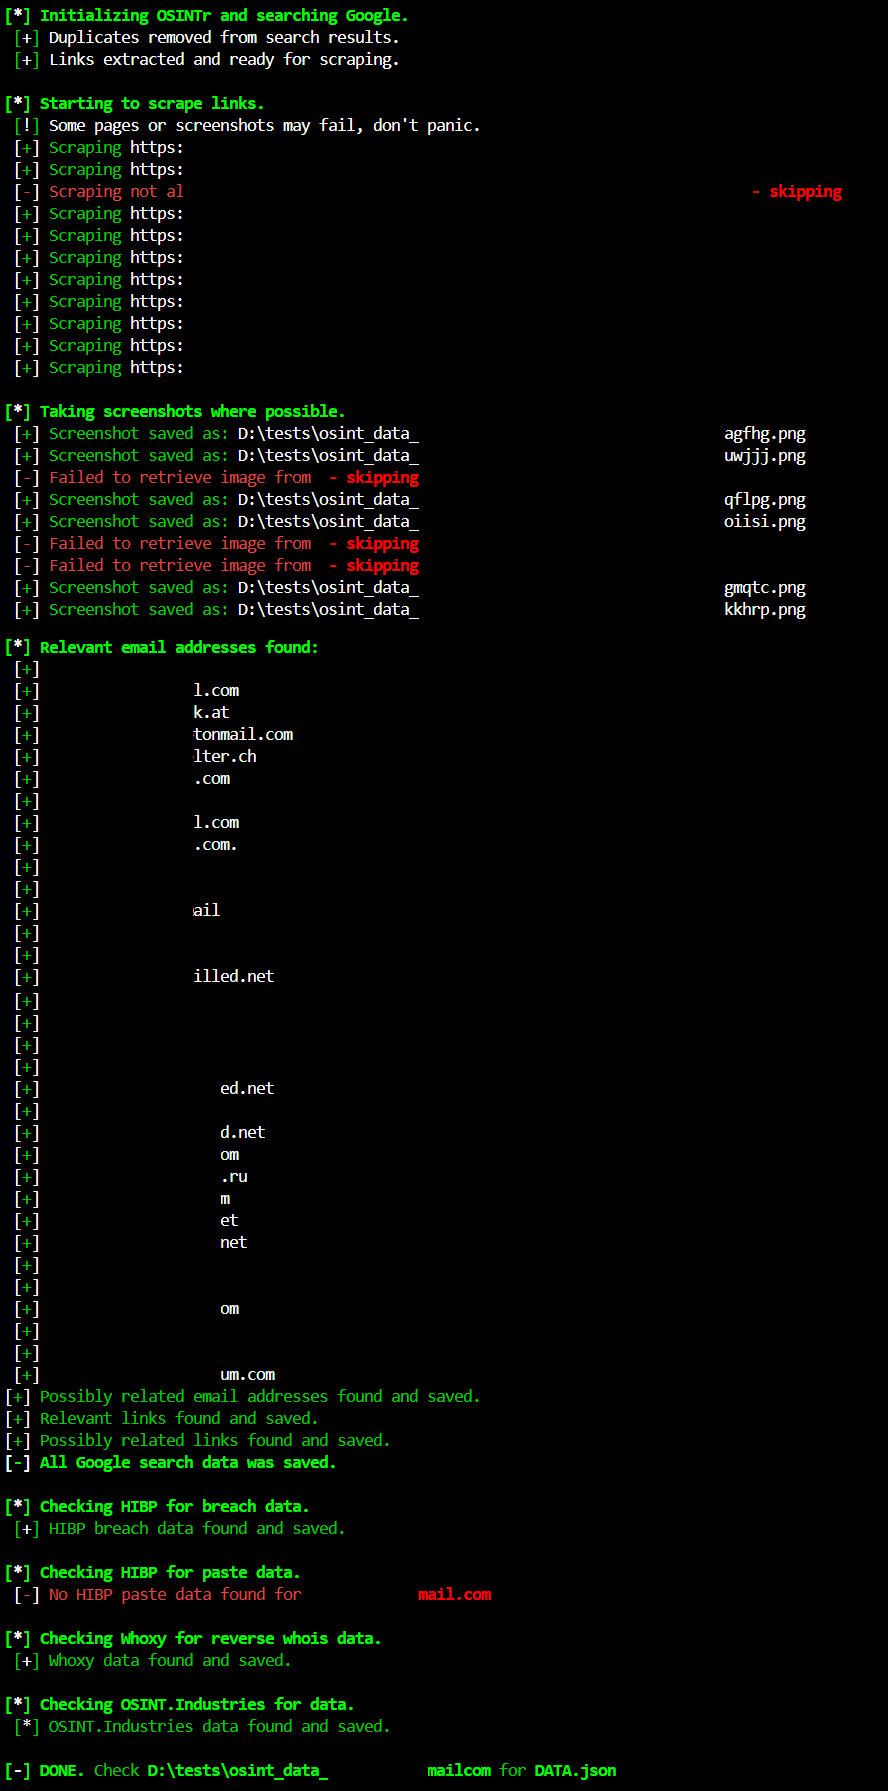 [*] Initializing OSINTr and searching Google.
[+] Duplicates removed from search results.
[+] Links extracted and ready for scraping.
[*] Starting to scrape links.
[!] Some pages or screenshots may fail, don't panic.
[+] Scraping https:
[+] Scraping https:
[-] Scraping not al - skipping
[+] Scraping https:
[+] Scraping https:
[+] Scraping https:
[+] Scraping https:
[+] Scraping https:
[+] Scraping https:
[+] Scraping https:
[+] Scraping https:
[*] Taking screenshots where possible.
[+] Screenshot saved as: D:\tests\osint_data_ agfhg.png
[+] Screenshot saved as: D:\tests\osint_data_ uwjjj.png
[-] Failed to retrieve image from - skipping
[+] Screenshot saved as: D:\tests\osint_data_ qflpg.png
[+] Screenshot saved as: D:\tests\osint_data_ oiisi.png
[-] Failed to retrieve image from - skipping
[-] Failed to retrieve image from - skipping
[+] Screenshot saved as: D:\tests\osint_data_ gmqtc.png
[+] Screenshot saved as: D:\tests\osint_data_ kkhrp.png
[*] Relevant email addresses found:
[+]
[+] l.com
[+] k.at
[+] tonmail.com
[+] lter.ch
[+] .com
[+]
[+] l.com
[+] .com.
[+]
[+]
[+] ail
[+]
[+]
[+] illed.net
[+]
[+]
[+]
[+]
[+] ed.net
[+]
[+] d.net
[+] om
[+] .ru
[+] m
[+] et
[+] net
[+]
[+]
[+] om
[+]
[+]
[+] um.com
[+] Possibly related email addresses found and saved.
[+] Relevant links found and saved.
[+] Possibly related links found and saved.
[-] All Google search data was saved.
[*] Checking HIBP for breach data.
[+] HIBP breach data found and saved.
[*] Checking HIBP for paste data.
[-] No HIBP paste data found for mail.com
[*] Checking Whoxy for reverse whois data.
[+] Whoxy data found and saved.
[*] Checking OSINT.Industries for data.
[*] OSINT.Industries data found and saved.
[-] DONE. Check D:\tests\osint_data_ mailcom for DATA.json